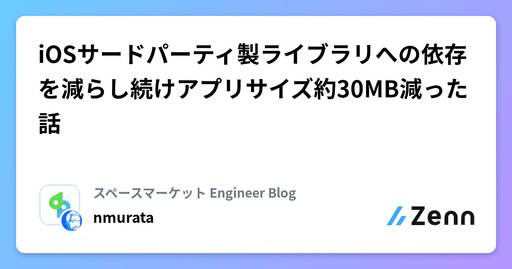 iOSサードパーティ製ライブラリへの依存
を減らし続けアプリサイズ約30MB減った
話
スペースマーケット Engineer Blog
nmurata
Zenn